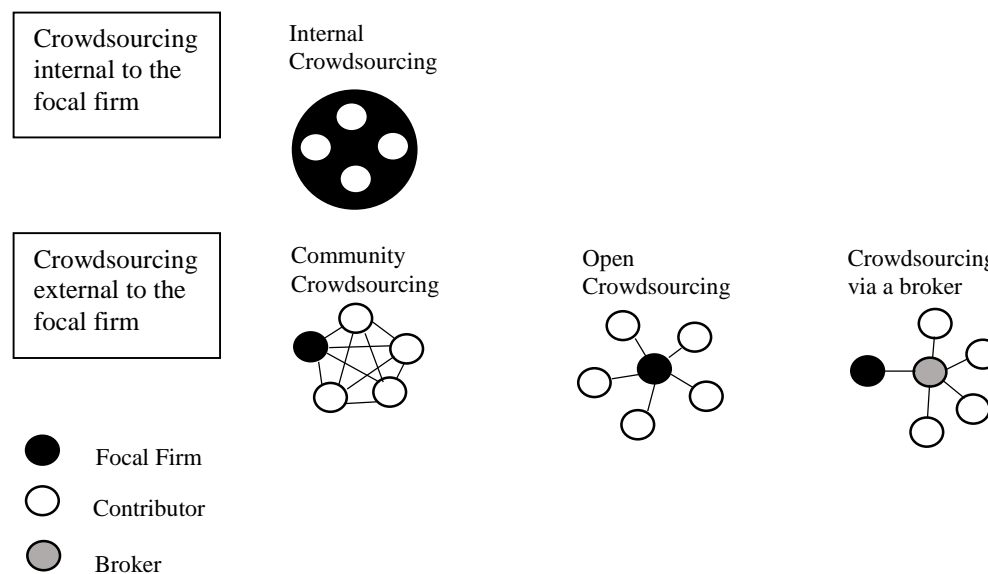 Crowdsourcing
internal to the
focal firm
Internal
Crowdsourcing
Crowdsourcing
external to the
focal firm
Community
Crowdsourcing
Open
Crowdsourcing
Crowdsourcing
via a broker
Focal Firm
Contributor
Broker